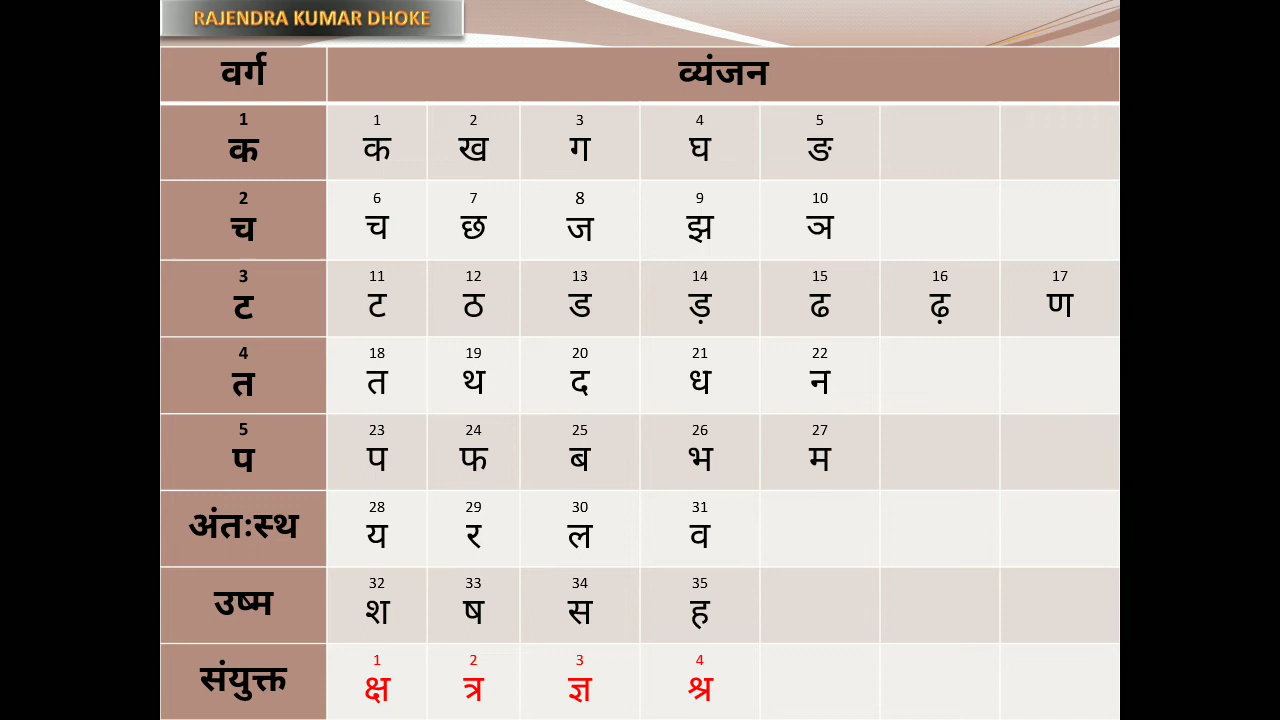 RAJENDRA KUMAR DHOKE
वर्ग व्यंजन
1 1 2 3 4 5
क क ख ग घ ङ
2 6 7 8 9 10
च च छ ज झ ञ
3 11 12 13 14 15 16 17
ट ट ठ ड ड़ ढ ढ़ ण
4 18 19 20 21 22
त त थ द ध न
5 23 24 25 26 27
प प फ ब भ म
28 29 30 31
अंतःस्थ य र ल व
32 33 34 35
उष्म श ष स ह
1 2 3 4
संयुक्त क्ष त्र ज्ञ श्र